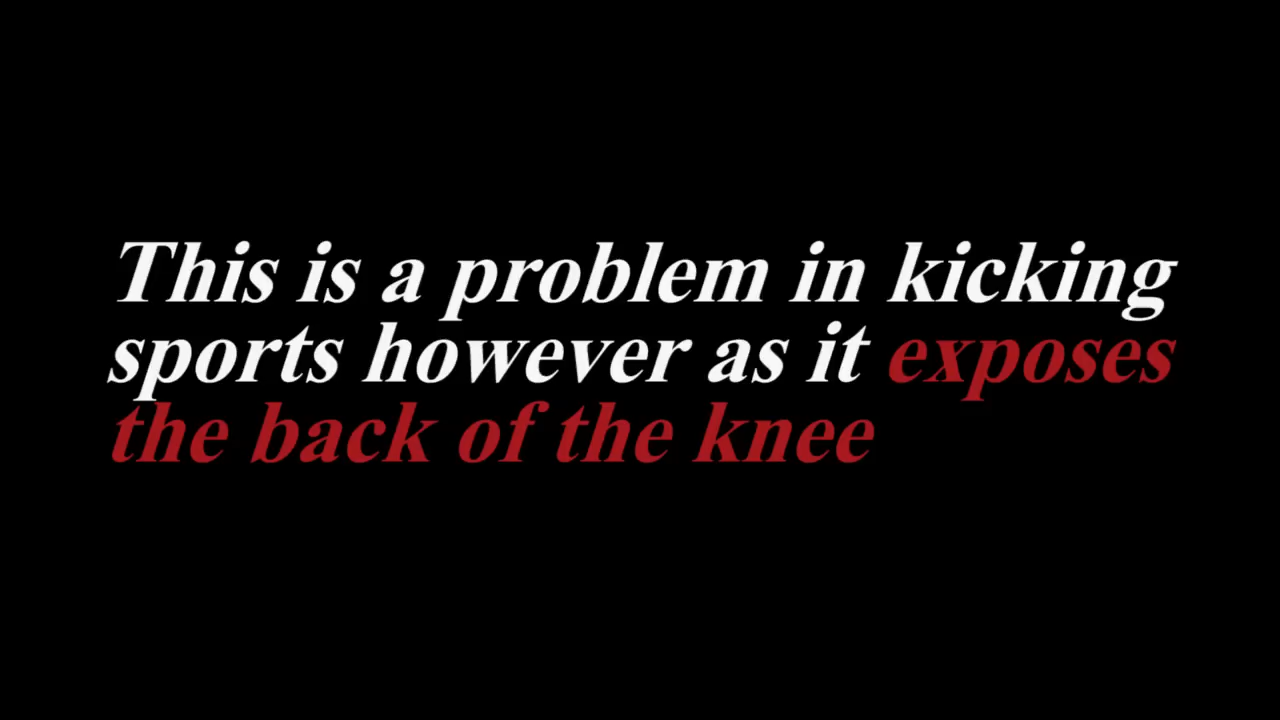 This is a problem in kicking
sports however as it exposes
the back of the knee